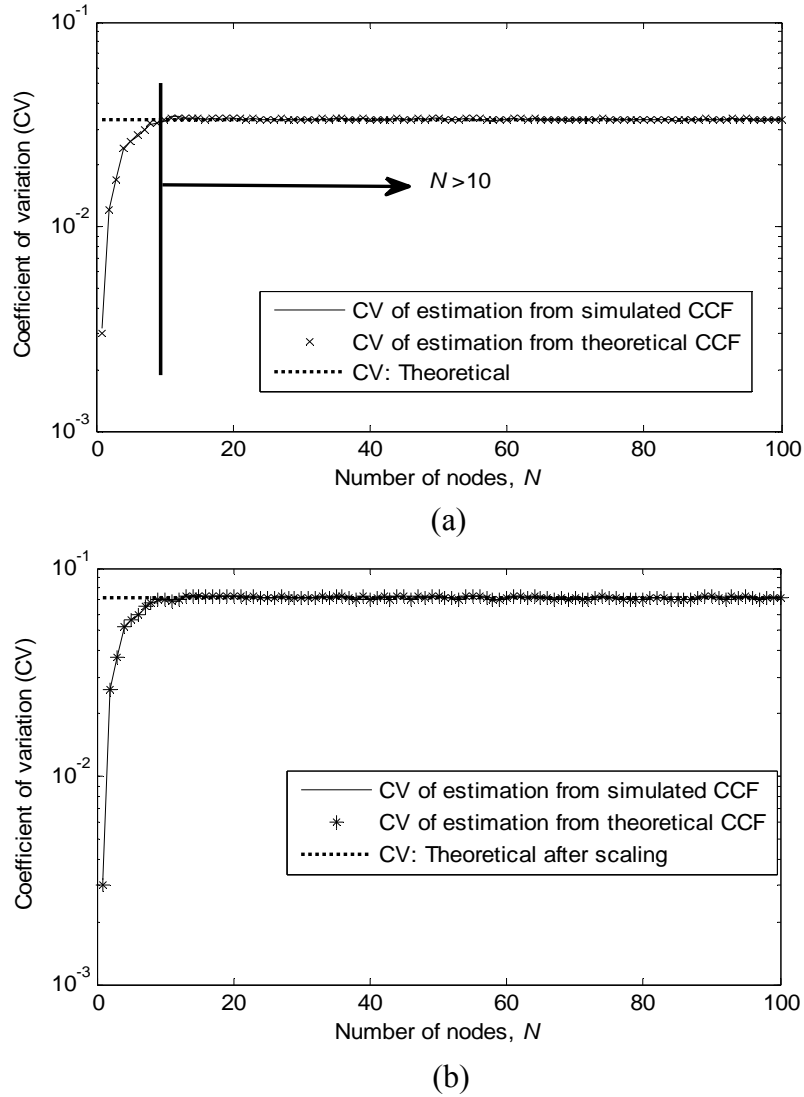 10^-1
10^-2
10^-3
Coefficient of variation (CV)
N >10
CV of estimation from simulated CCF
× CV of estimation from theoretical CCF
CV: Theoretical
0 20 40 60 80 100
Number of nodes, N
(a)
10^-1
10^-2
10^-3
Coefficient of variation (CV)
CV of estimation from simulated CCF
CV of estimation from theoretical CCF
CV: Theoretical after scaling
0 20 40 60 80 100
Number of nodes, N
(b)